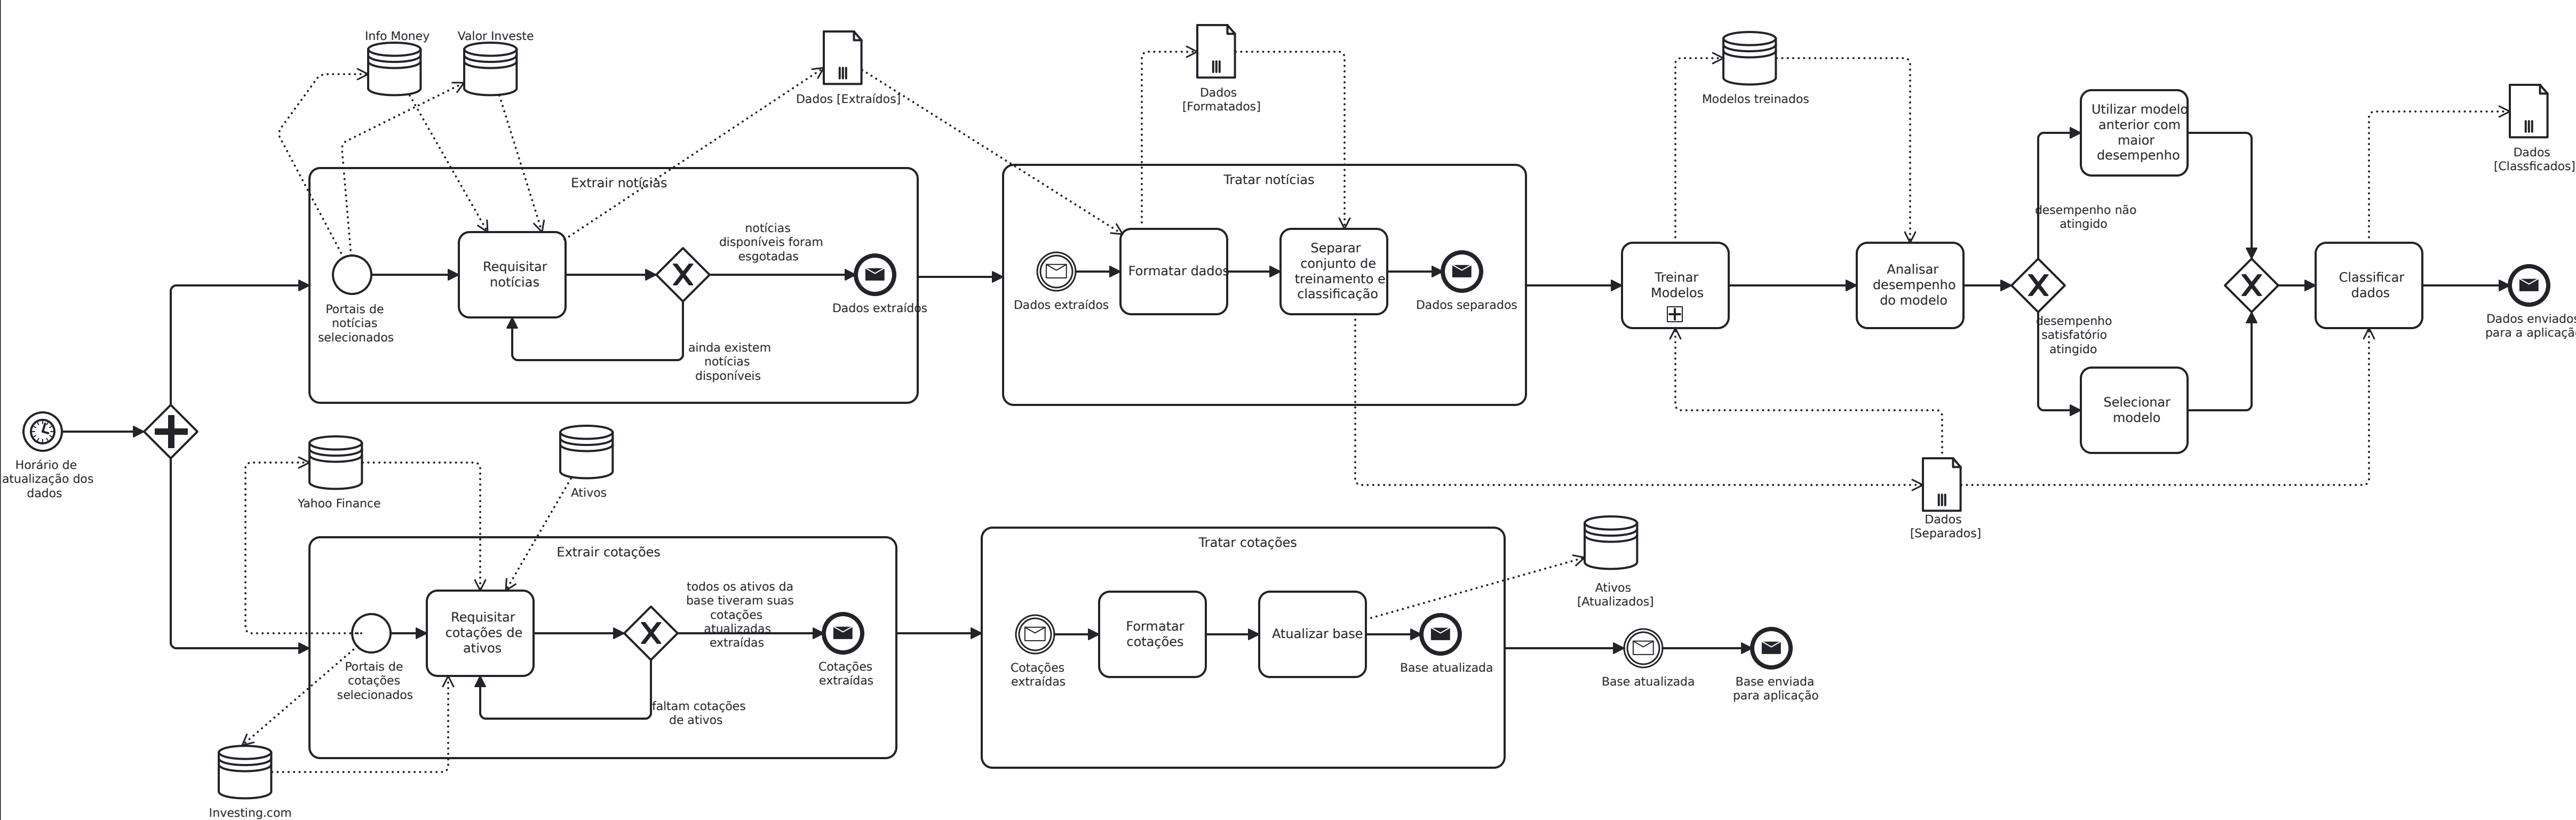 Info Money
Valor Investe
Dados [Extraídos]
Dados
[Formatados]
Modelos treinados
Utilizar modelo
anterior com
maior
desempenho
Dados
[Classficados]
Extrair notícias
Portais de
notícias
selecionados
Requisitar
notícias
notícias
disponíveis foram
esgotadas
ainda existem
notícias
disponíveis
Dados extraídos
Tratar notícias
Dados extraídos
Formatar dados
Separar
conjunto de
treinamento e
classificação
Dados separados
Treinar
Modelos
Analisar
desempenho
do modelo
desempenho não
atingido
desempenho
satisfatório
atingido
Selecionar
modelo
Classificar
dados
Dados enviados
para a aplicaçã
Horário de
atualização dos
dados
Yahoo Finance
Ativos
Dados
[Separados]
Extrair cotações
Portais de
cotações
selecionados
Requisitar
cotações de
ativos
todos os ativos da
base tiveram suas
cotações
atualizadas
extraídas
faltam cotações
de ativos
Cotações
extraídas
Tratar cotações
Cotações
extraídas
Formatar
cotações
Atualizar base
Base atualizada
Ativos
[Atualizados]
Base atualizada
Base enviada
para aplicação
Investing.com